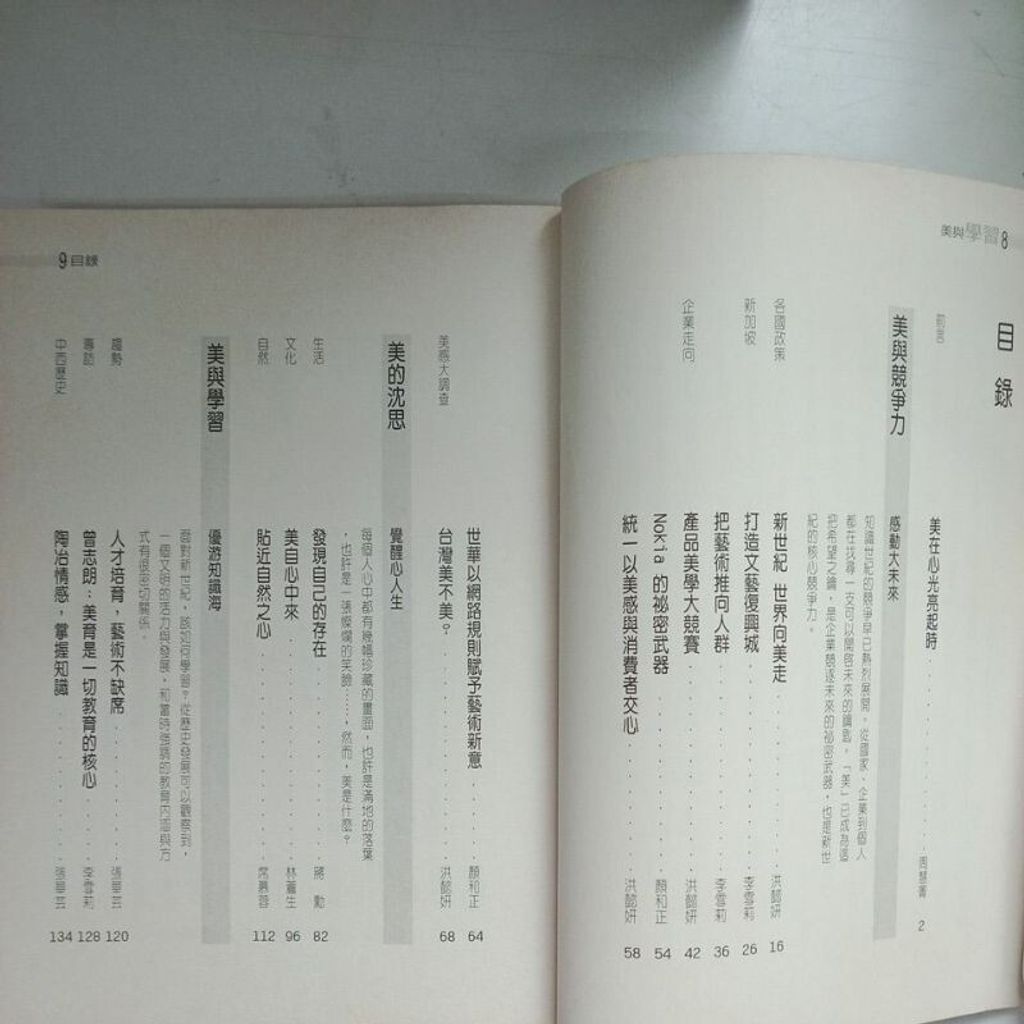 美與學習 8
目錄
前言
美在心光亮起時 . . . . . . . . . . 周慧菁 2
美與競爭力
感動大未來
知識世紀的競爭早已熱烈展開。從國家、企業到個人
都在找尋一支可以開啓未來的鑰匙。「美」已成為這
把希望之鑰,是企業競逐未來的祕密武器,也是新世
紀的核心競爭力。
各國政策 新世紀 世界向美走 . . . . . . . 洪懿妍 16
新加坡 打造文藝復興城 . . . . . . . . 李雪莉 26
把藝術推向人群 . . . . . . . . 李雪莉 36
企業走向 產品美學大競賽 . . . . . . . . 洪懿妍 42
Nokia 的祕密武器 . . . . . . . 顏和正 54
統一以美感與消費者交心 . . . . . 洪懿妍 58
9 目錄
世華以網路規則賦予藝術新意 . . . 顏和正 64
美感大調查 台灣美不美? . . . . . . . . 洪懿妍 68
美的沈思
覺醒心人生
每個人心中都有幾幅珍藏的畫面,也許是滿地的落葉
,也許是一張燦爛的笑臉……,然而,美是什麼?
生活 發現自己的存在 . . . . . . . 蔣 勳 82
文化 美自心中來 . . . . . . . . . 林蒼生 96
自然 貼近自然之心 . . . . . . . . 席慕蓉 112
美與學習
優游知識海
面對新世紀,該如何學習?從歷史發展可以觀察到,
一個文明的活力與發展,和當時強調的教育內涵與方
式有很密切關係。
趨勢 人才培育,藝術不缺席 . . . . . . 張華芸 120
專訪 曾志朗:美育是一切教育的核心 . . . 李雪莉 128
中西歷史 陶冶情感,掌握知識 . . . . . . 張華芸 134